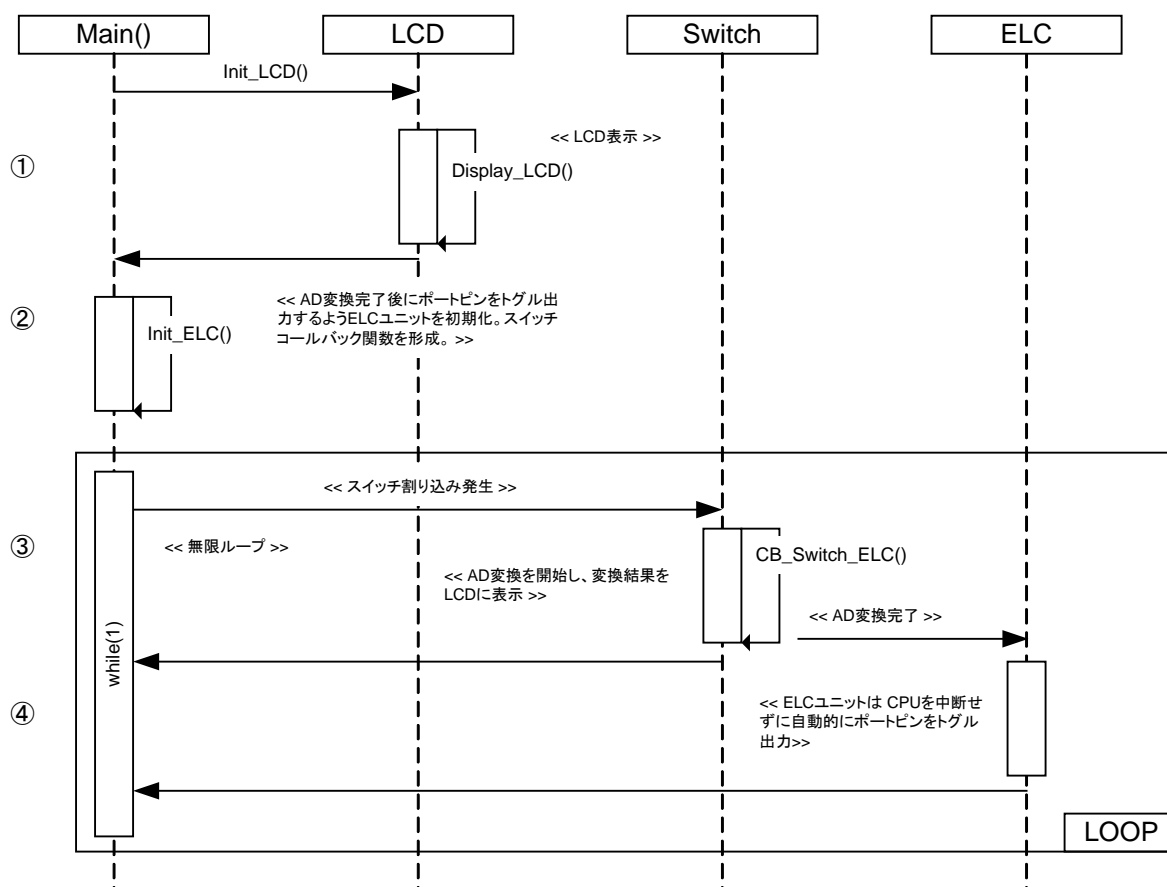 Main()
LCD
Switch
ELC
Init_LCD()
<< LCD表示 >>
①
Display_LCD()
②
<< AD変換完了後にポートピンをトグル出
力するようELCユニットを初期化。スイッチ
コールバック関数を形成。 >>
Init_ELC()
<< スイッチ割り込み発生 >>
③
<< 無限ループ >>
CB_Switch_ELC()
<< AD変換を開始し、変換結果を
LCDに表示 >>
<< AD変換完了 >>
while(1)
④
<< ELCユニットは CPUを中断せ
ずに自動的にポートピンをトグル
出力>>
LOOP